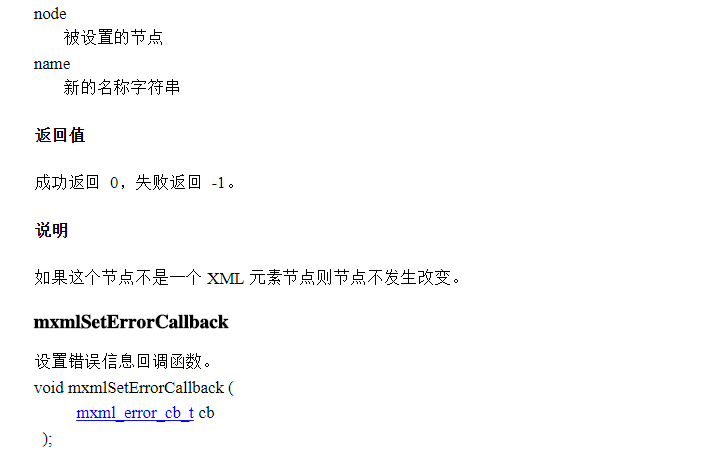 node
被设置的节点
name
新的名称字符串
返回值
成功返回 0，失败返回 -1。
说明
如果这个节点不是一个 XML 元素节点则节点不发生改变。
mxmlSetErrorCallback
设置错误信息回调函数。
void mxmlSetErrorCallback (
mxml_error_cb_t cb
);